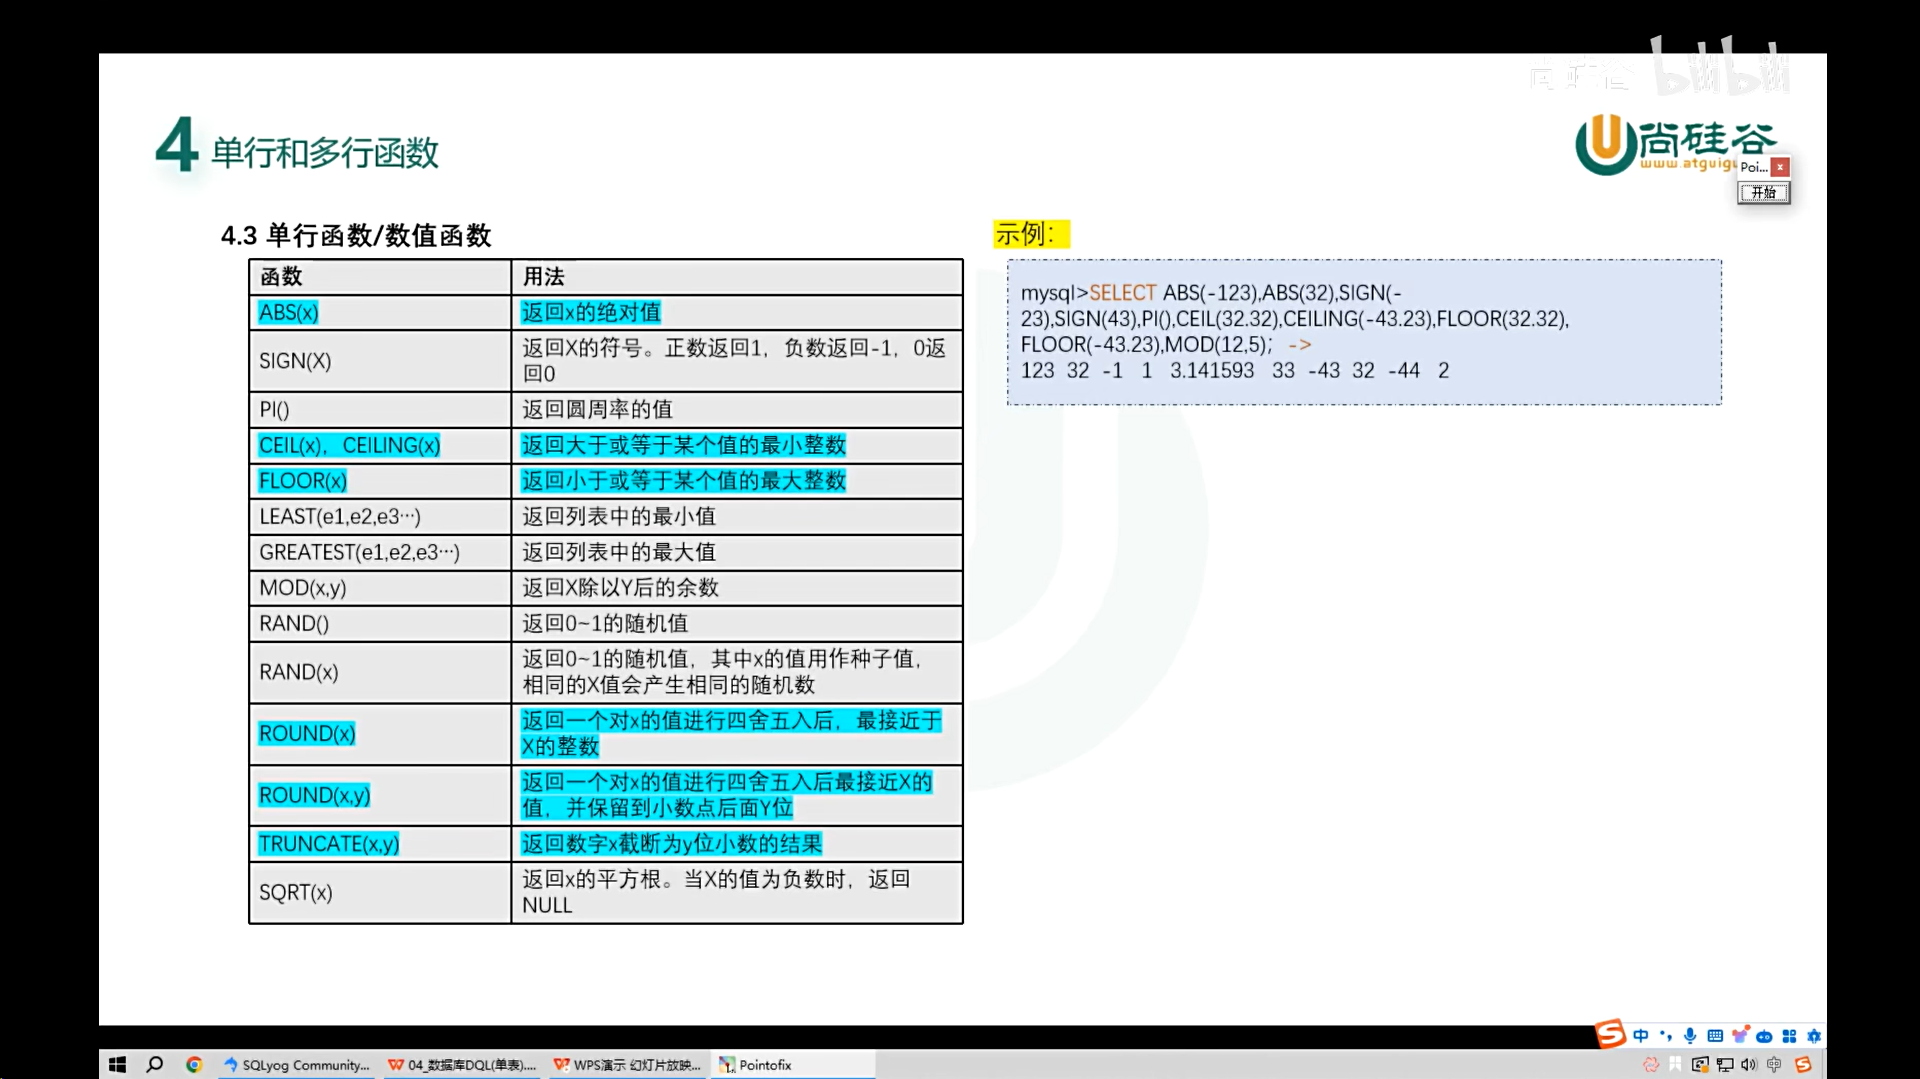 尚硅谷 bilibili
4 单行和多行函数
尚硅谷
www.atguigu
Poi... x
开始
4.3 单行函数/数值函数
函数 用法
ABS(x) 返回x的绝对值
SIGN(X) 返回X的符号。正数返回1，负数返回-1，0返
回0
PI() 返回圆周率的值
CEIL(x)，CEILING(x) 返回大于或等于某个值的最小整数
FLOOR(x) 返回小于或等于某个值的最大整数
LEAST(e1,e2,e3…) 返回列表中的最小值
GREATEST(e1,e2,e3…) 返回列表中的最大值
MOD(x,y) 返回X除以Y后的余数
RAND() 返回0~1的随机值
RAND(x) 返回0~1的随机值，其中x的值用作种子值，
相同的X值会产生相同的随机数
ROUND(x) 返回一个对x的值进行四舍五入后，最接近于
X的整数
ROUND(x,y) 返回一个对x的值进行四舍五入后最接近X的
值，并保留到小数点后面Y位
TRUNCATE(x,y) 返回数字x截断为y位小数的结果
SQRT(x) 返回x的平方根。当X的值为负数时，返回
NULL
示例：
mysql>SELECT ABS(-123),ABS(32),SIGN(-
23),SIGN(43),PI(),CEIL(32.32),CEILING(-43.23),FLOOR(32.32),
FLOOR(-43.23),MOD(12,5)； ->
123 32 -1 1 3.141593 33 -43 32 -44 2
中
SQLyog Community... 04_数据库DQL(单表).... WPS演示 幻灯片放映... Pointofix 中